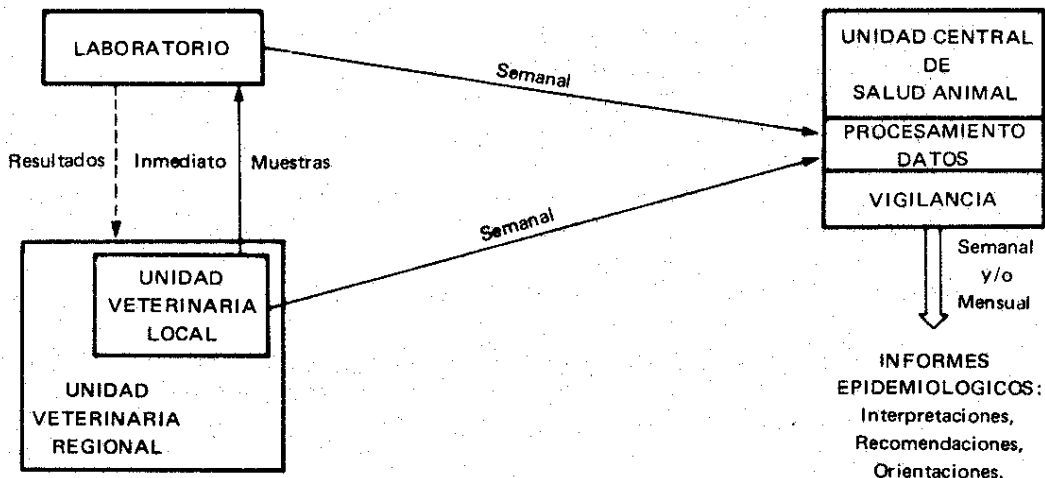 LABORATORIO
Semanal
UNIDAD CENTRAL
DE
SALUD ANIMAL
PROCESAMIENTO
DATOS
VIGILANCIA
Resultados
Inmediato
Muestras
Semanal
UNIDAD
VETERINARIA
LOCAL
UNIDAD
VETERINARIA
REGIONAL
Semanal
y/o
Mensual
INFORMES
EPIDEMIOLOGICOS:
Interpretaciones,
Recomendaciones,
Orientaciones.